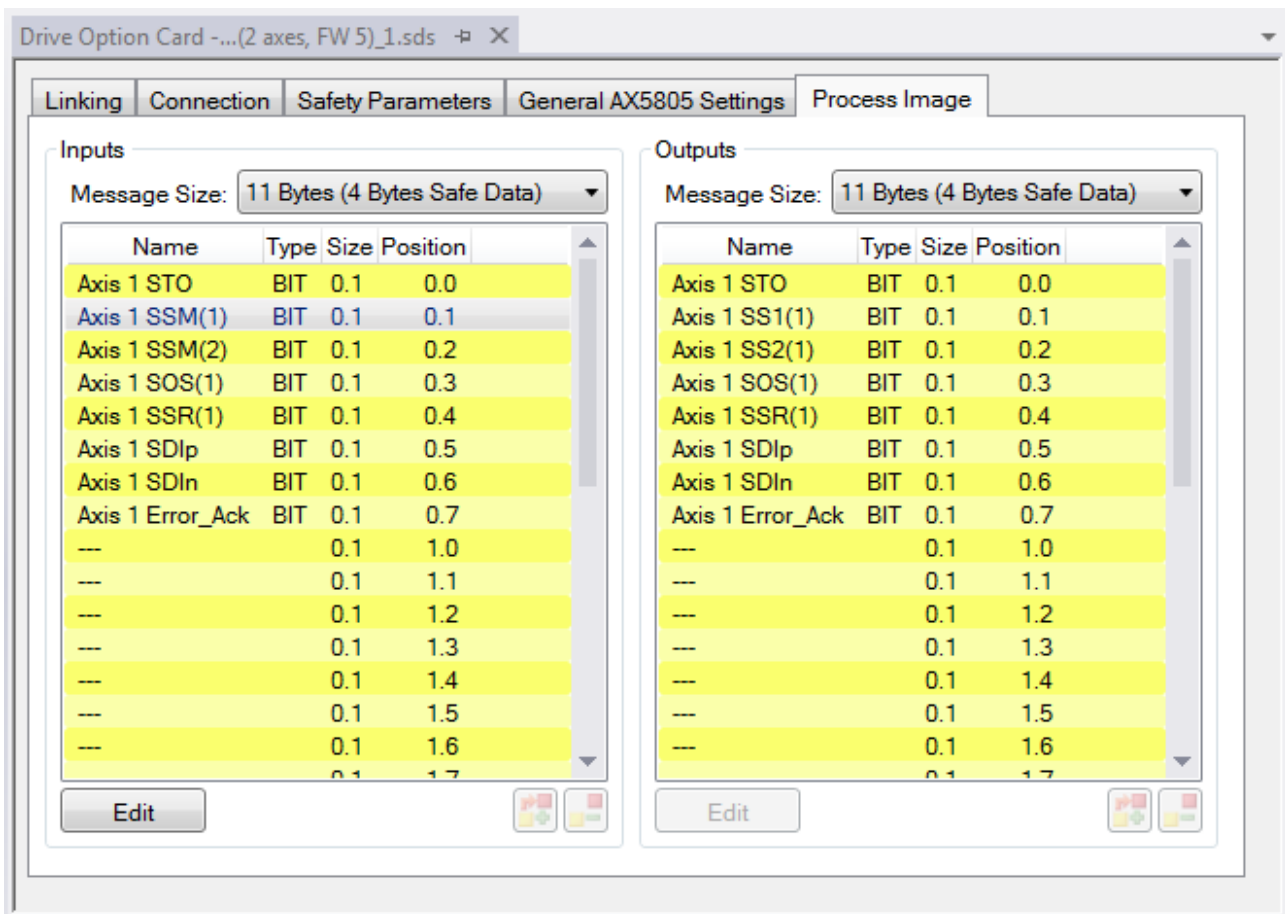 Drive Option Card -...(2 axes, FW 5)_1.sds
Linking Connection Safety Parameters General AX5805 Settings Process Image
Inputs
Message Size: 11 Bytes (4 Bytes Safe Data)
Name Type Size Position
Axis 1 STO BIT 0.1 0.0
Axis 1 SSM(1) BIT 0.1 0.1
Axis 1 SSM(2) BIT 0.1 0.2
Axis 1 SOS(1) BIT 0.1 0.3
Axis 1 SSR(1) BIT 0.1 0.4
Axis 1 SDIp BIT 0.1 0.5
Axis 1 SDIn BIT 0.1 0.6
Axis 1 Error_Ack BIT 0.1 0.7
--- 0.1 1.0
--- 0.1 1.1
--- 0.1 1.2
--- 0.1 1.3
--- 0.1 1.4
--- 0.1 1.5
--- 0.1 1.6
0.1 1.7
Edit
Outputs
Message Size: 11 Bytes (4 Bytes Safe Data)
Name Type Size Position
Axis 1 STO BIT 0.1 0.0
Axis 1 SS1(1) BIT 0.1 0.1
Axis 1 SS2(1) BIT 0.1 0.2
Axis 1 SOS(1) BIT 0.1 0.3
Axis 1 SSR(1) BIT 0.1 0.4
Axis 1 SDIp BIT 0.1 0.5
Axis 1 SDIn BIT 0.1 0.6
Axis 1 Error_Ack BIT 0.1 0.7
--- 0.1 1.0
--- 0.1 1.1
--- 0.1 1.2
--- 0.1 1.3
--- 0.1 1.4
--- 0.1 1.5
--- 0.1 1.6
0.1 1.7
Edit